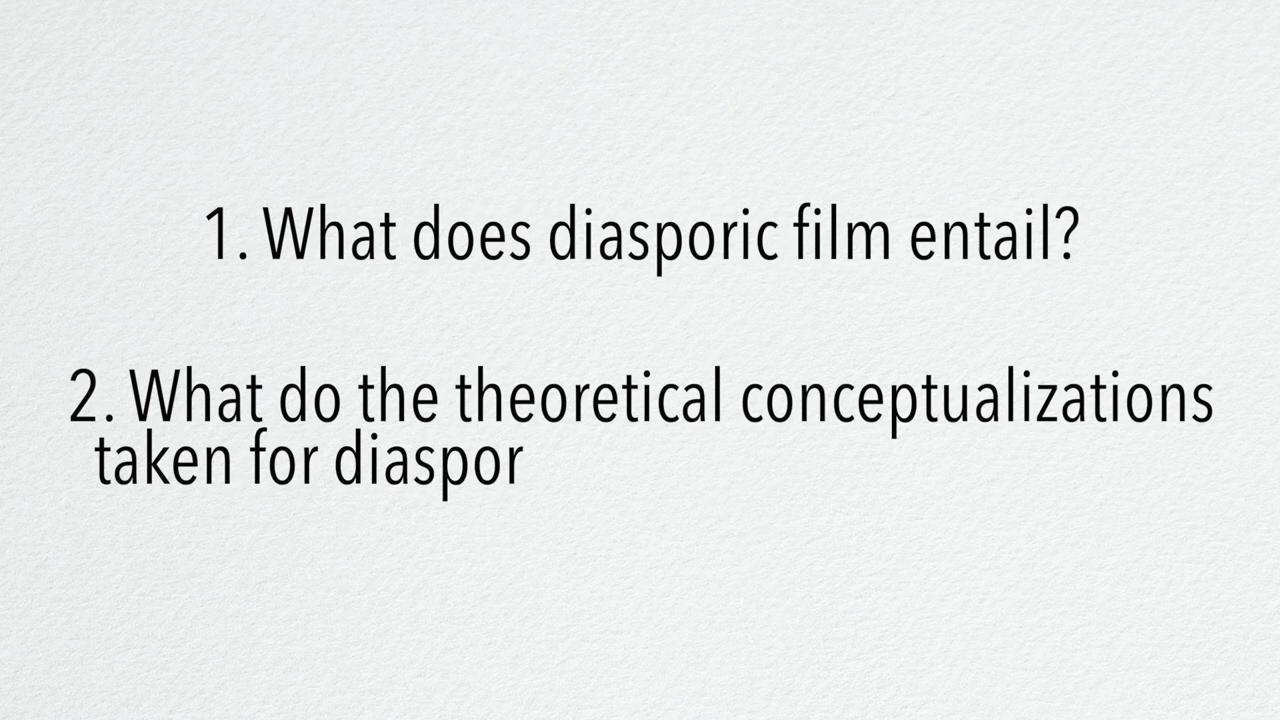 1. What does diasporic film entail?
2. What do the theoretical conceptualizations
taken for diaspor